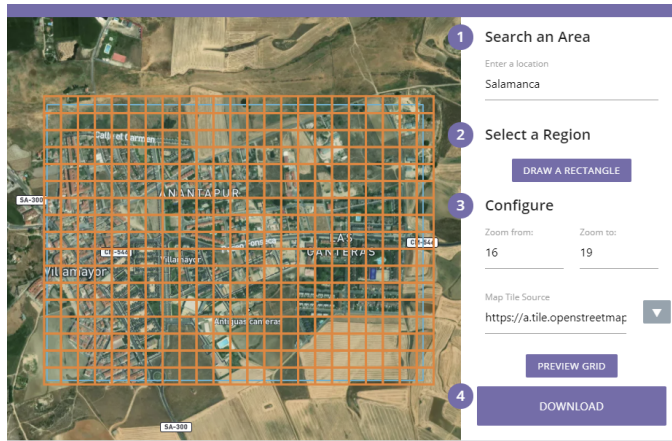 1
Search an Area
Enter a location
Salamanca
2
Select a Region
DRAW A RECTANGLE
3
Configure
Zoom from:
Zoom to:
16
19
Map Tile Source
https://a.tile.openstreetmap
PREVIEW GRID
4
DOWNLOAD
ANANTAPUR
SA-300
LAS
CANTERAS
Villamayor
Villamayor
Antiguas canteras
SA-300